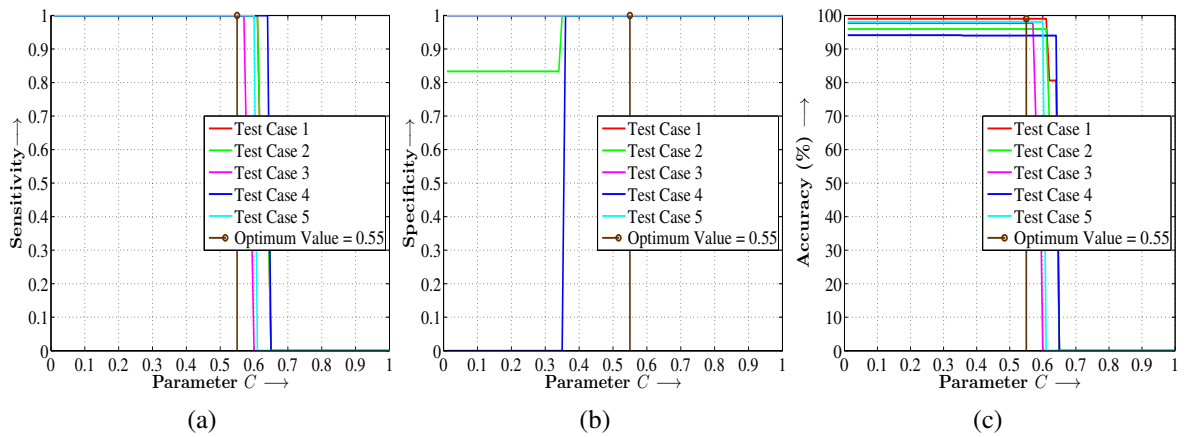 1
0.9
0.8
0.7
0.6
0.5
0.4
0.3
0.2
0.1
0
Sensitivity →
0 0.1 0.2 0.3 0.4 0.5 0.6 0.7 0.8 0.9 1
Parameter C →
Test Case 1
Test Case 2
Test Case 3
Test Case 4
Test Case 5
Optimum Value = 0.55
(a)
1
0.9
0.8
0.7
0.6
0.5
0.4
0.3
0.2
0.1
0
Specificity →
0 0.1 0.2 0.3 0.4 0.5 0.6 0.7 0.8 0.9 1
Parameter C →
Test Case 1
Test Case 2
Test Case 3
Test Case 4
Test Case 5
Optimum Value = 0.55
(b)
100
90
80
70
60
50
40
30
20
10
0
Accuracy (%) →
0 0.1 0.2 0.3 0.4 0.5 0.6 0.7 0.8 0.9 1
Parameter C →
Test Case 1
Test Case 2
Test Case 3
Test Case 4
Test Case 5
Optimum Value = 0.55
(c)